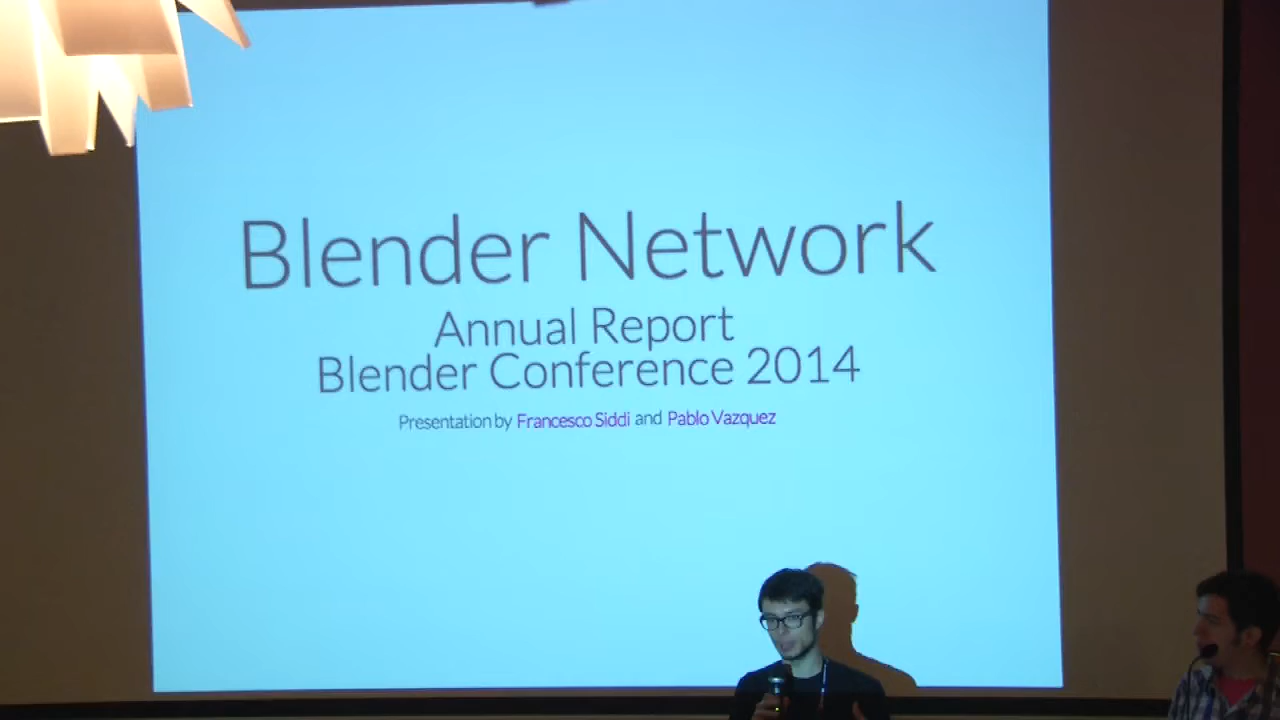 Blender Network
Annual Report
Blender Conference 2014
Presentation by Francesco Siddi and Pablo Vazquez